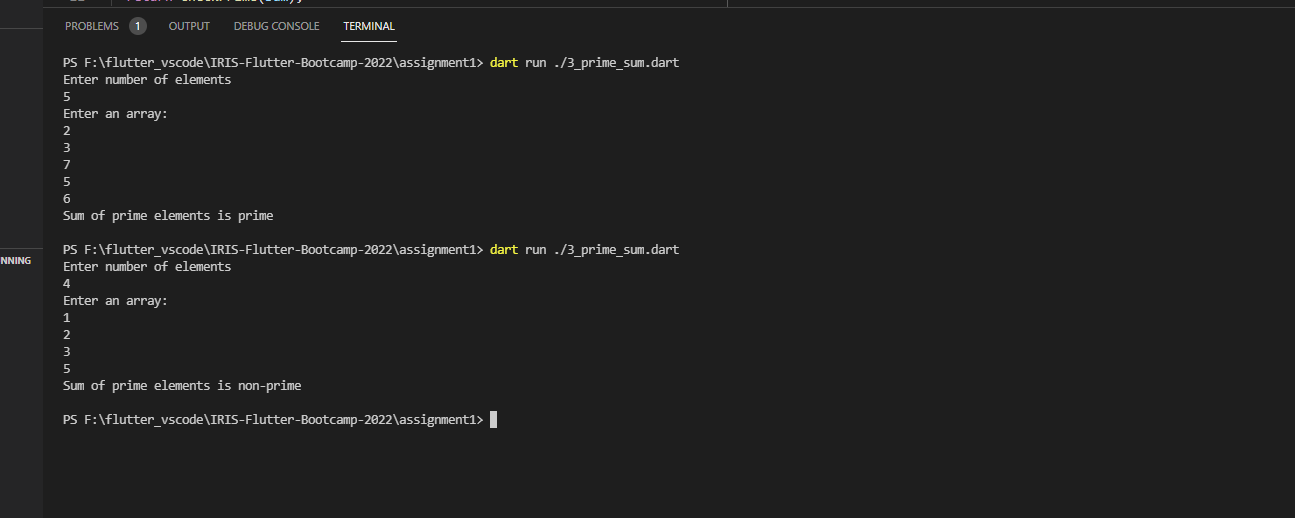 PROBLEMS 1 OUTPUT DEBUG CONSOLE TERMINAL
PS F:\flutter_vscode\IRIS-Flutter-Bootcamp-2022\assignment1> dart run ./3_prime_sum.dart
Enter number of elements
5
Enter an array:
2
3
7
5
6
Sum of prime elements is prime
PS F:\flutter_vscode\IRIS-Flutter-Bootcamp-2022\assignment1> dart run ./3_prime_sum.dart
NNING
Enter number of elements
4
Enter an array:
1
2
3
5
Sum of prime elements is non-prime
PS F:\flutter_vscode\IRIS-Flutter-Bootcamp-2022\assignment1>